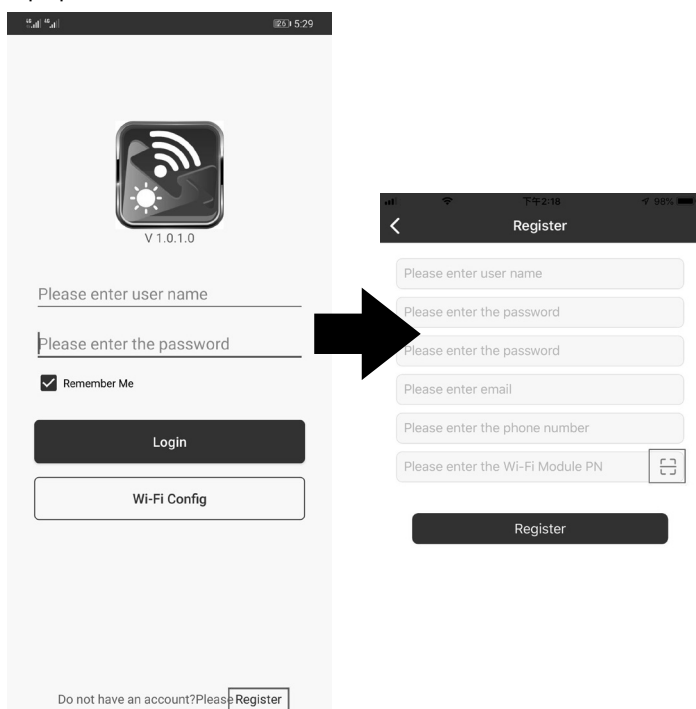 26 5:29
V 1.0.1.0
Please enter user name
Please enter the password
Remember Me
Login
Wi-Fi Config
Do not have an account?Please Register
下午2:18
98%
Register
Please enter user name
Please enter the password
Please enter the password
Please enter email
Please enter the phone number
Please enter the Wi-Fi Module PN
Register